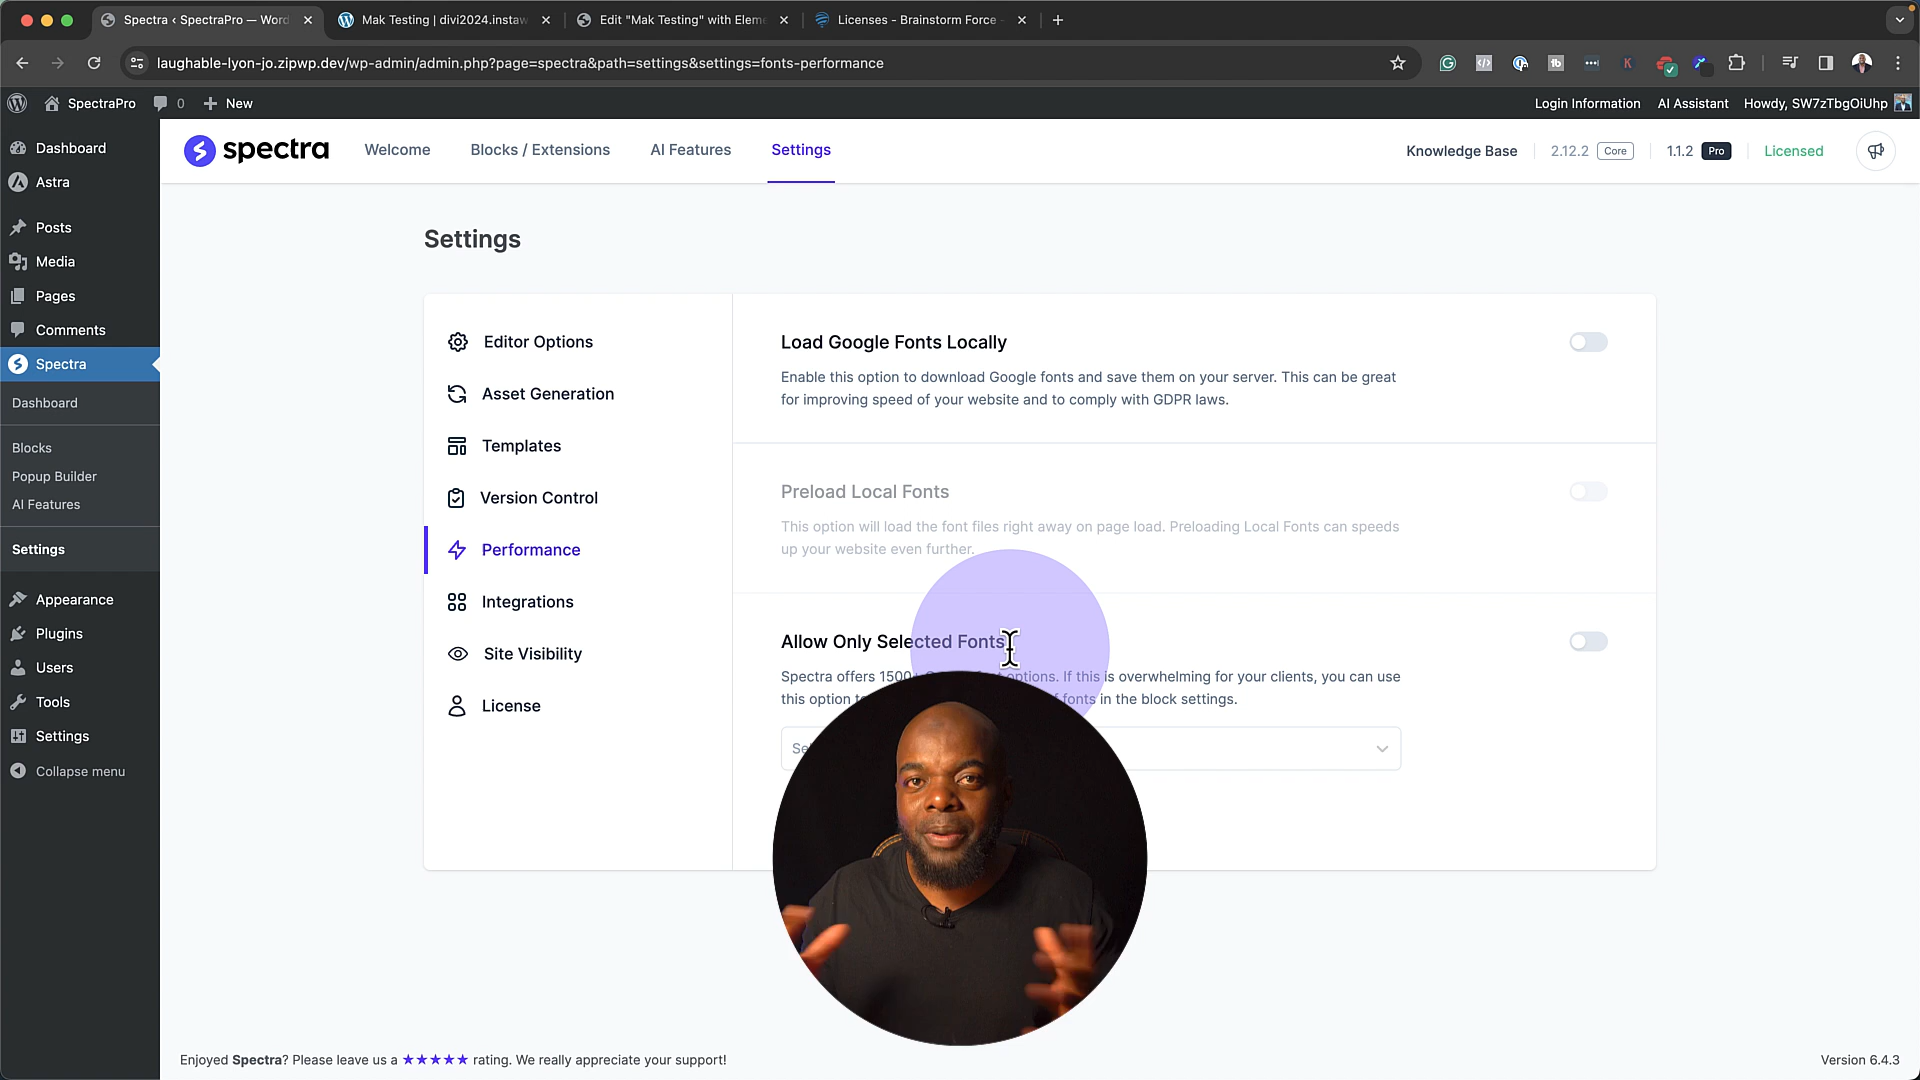 Spectra ‹ SpectraPro — Word
Mak Testing | divi2024.instaw
Edit "Mak Testing" with Eleme
Licenses - Brainstorm Force -
laughable-lyon-jo.zipwp.dev/wp-admin/admin.php?page=spectra&path=settings&settings=fonts-performance
SpectraPro
0
New
Login Information
AI Assistant
Howdy, SW7zTbgOiUhp
Dashboard
Astra
Posts
Media
Pages
Comments
Spectra
Dashboard
Blocks
Popup Builder
AI Features
Settings
Appearance
Plugins
Users
Tools
Settings
Collapse menu
spectra
Welcome
Blocks / Extensions
AI Features
Settings
Knowledge Base
2.12.2 Core
1.1.2 Pro
Licensed
Settings
Editor Options
Asset Generation
Templates
Version Control
Performance
Integrations
Site Visibility
License
Load Google Fonts Locally
Enable this option to download Google fonts and save them on your server. This can be great
for improving speed of your website and to comply with GDPR laws.
Preload Local Fonts
This option will load the font files right away on page load. Preloading Local Fonts can speeds
up your website even further.
Allow Only Selected Fonts
Spectra offers 1500+ options. If this is overwhelming for your clients, you can use
this option fonts in the block settings.
Enjoyed Spectra? Please leave us a ★★★★★ rating. We really appreciate your support!
Version 6.4.3